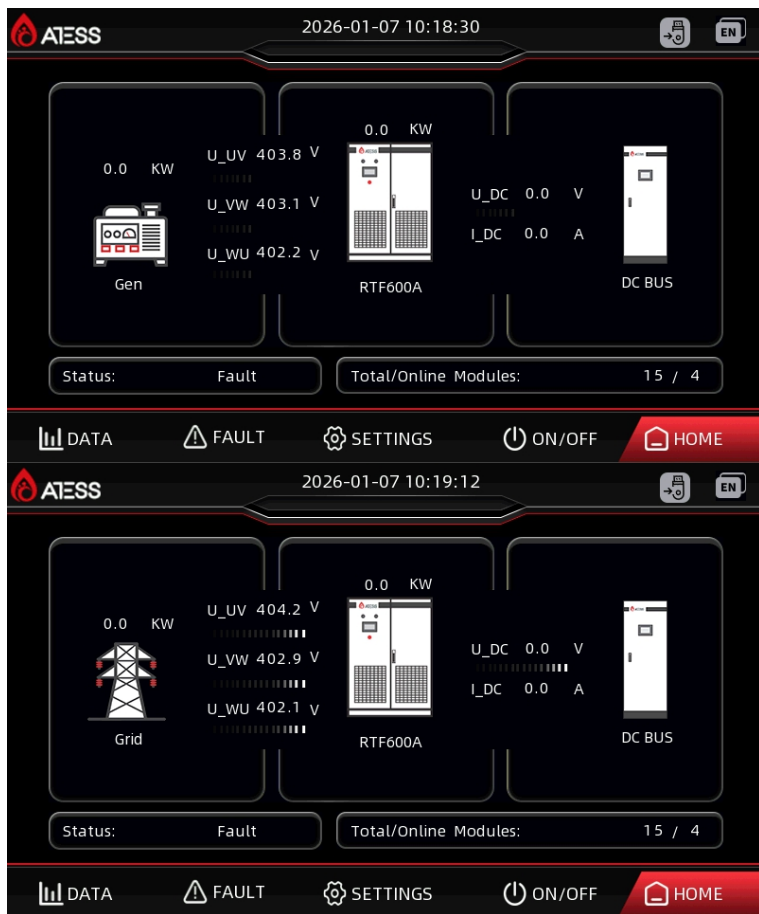 ATESS
2026-01-07 10:18:30
EN
0.0 KW
0.0 KW
U_UV 403.8 V
U_VW 403.1 V
U_WU 402.2 V
U_DC 0.0 V
I_DC 0.0 A
Gen
RTF600A
DC BUS
Status: Fault
Total/Online Modules: 15 / 4
DATA
FAULT
SETTINGS
ON/OFF
HOME
ATESS
2026-01-07 10:19:12
EN
0.0 KW
0.0 KW
U_UV 404.2 V
U_VW 402.9 V
U_WU 402.1 V
U_DC 0.0 V
I_DC 0.0 A
Grid
RTF600A
DC BUS
Status: Fault
Total/Online Modules: 15 / 4
DATA
FAULT
SETTINGS
ON/OFF
HOME